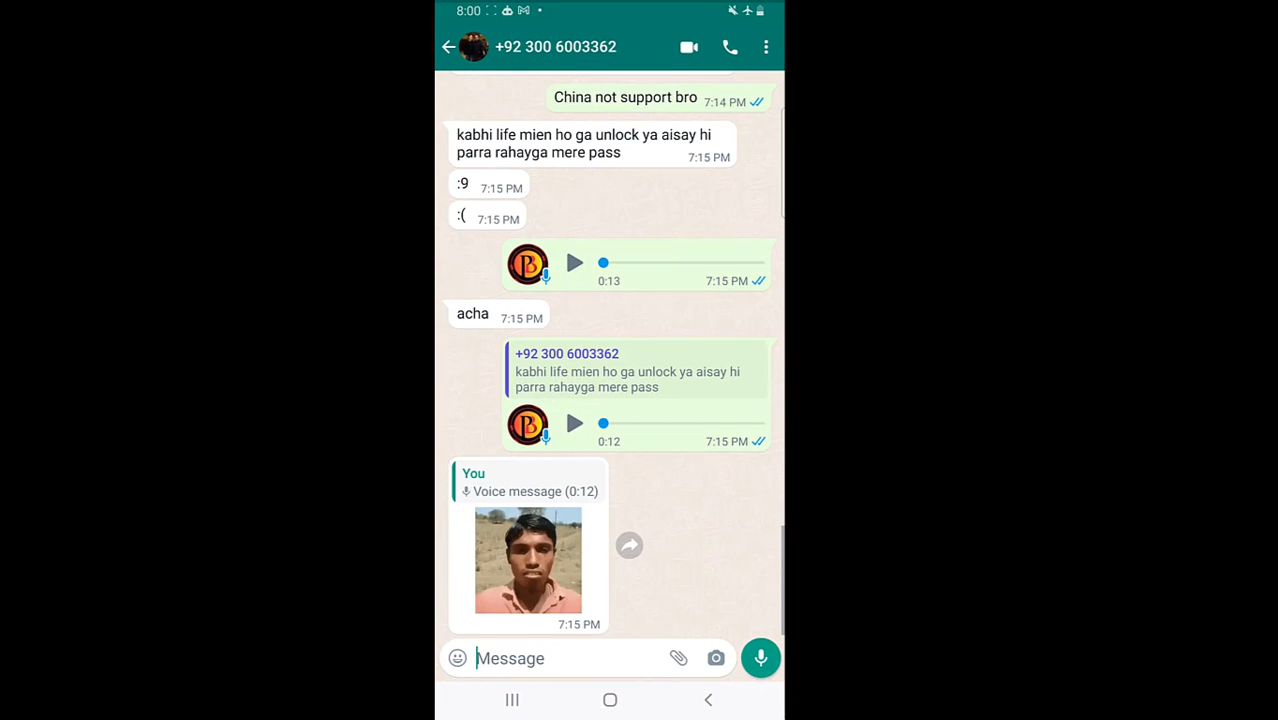 8:00
+92 300 6003362
China not support bro
7:14 PM
kabhi life mien ho ga unlock ya aisay hi
parra rahayga mere pass
7:15 PM
:9 7:15 PM
:( 7:15 PM
0:13 7:15 PM
acha 7:15 PM
+92 300 6003362
kabhi life mien ho ga unlock ya aisay hi
parra rahayga mere pass
0:12 7:15 PM
You
Voice message (0:12)
7:15 PM
Message